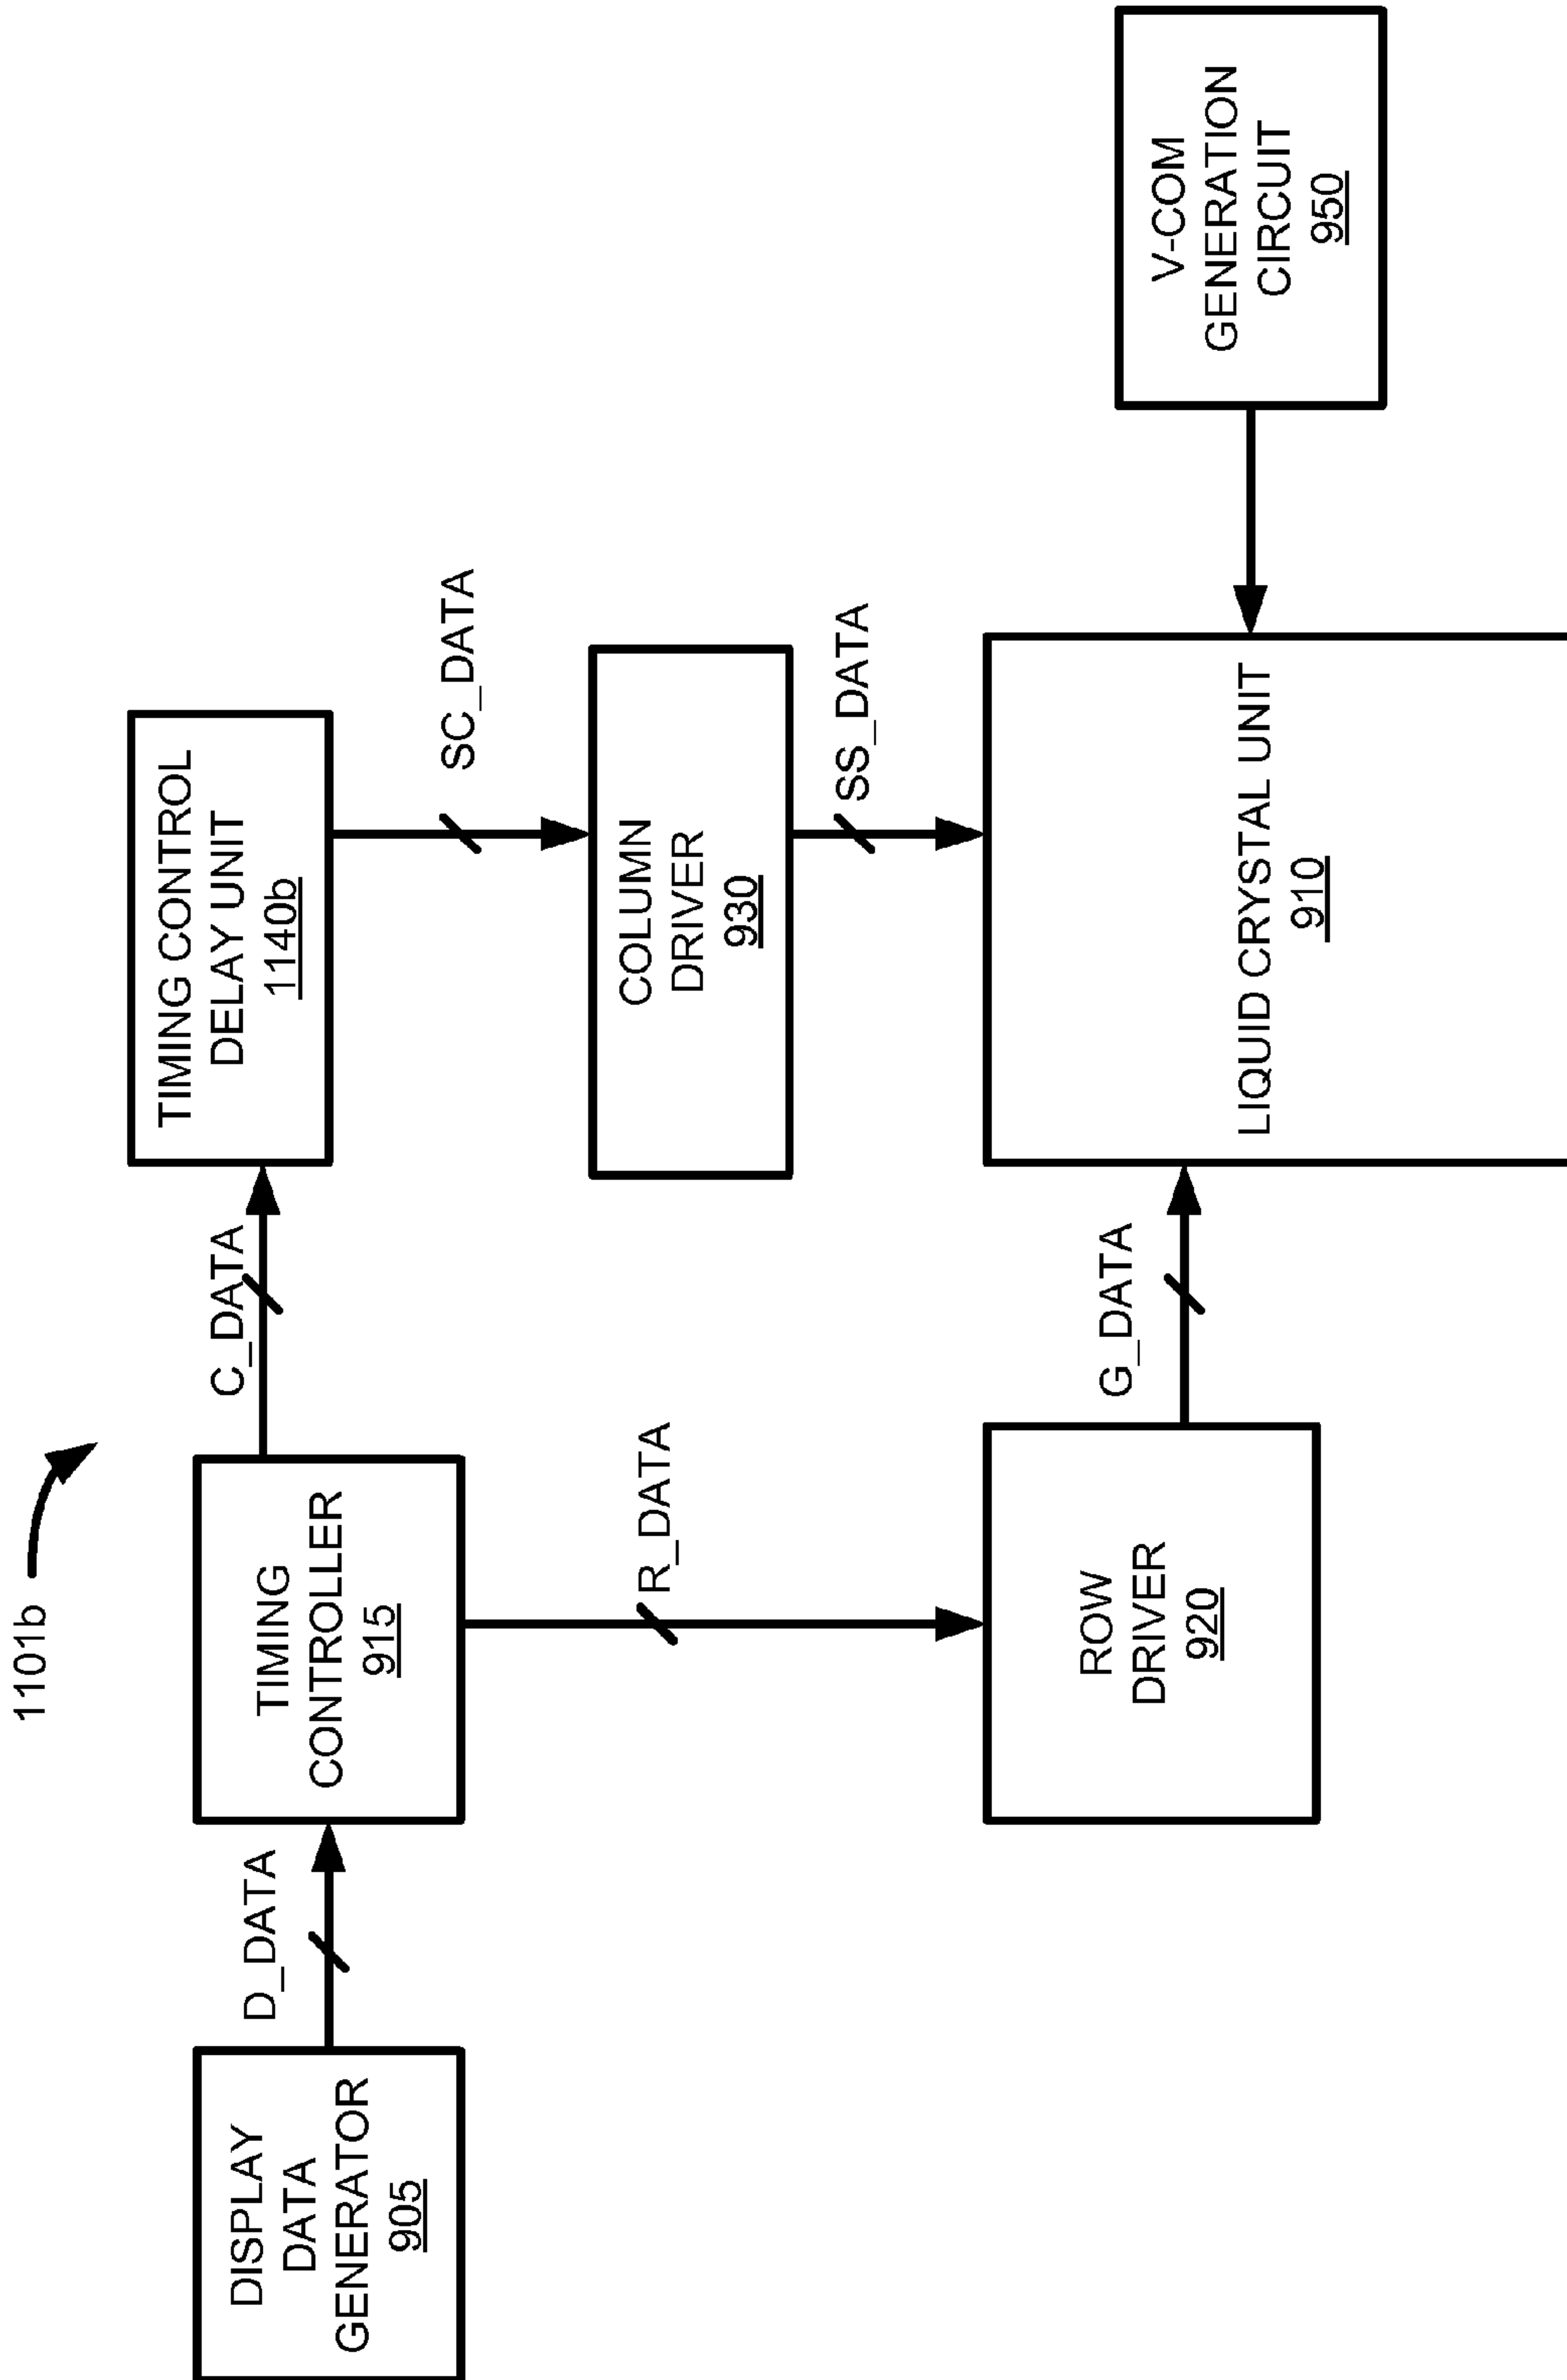 1101b
DISPLAY
DATA
GENERATOR
905
D_DATA
TIMING
CONTROLLER
915
C_DATA
TIMING CONTROL
DELAY UNIT
1140b
R_DATA
SC_DATA
COLUMN
DRIVER
930
SS_DATA
ROW
DRIVER
920
G_DATA
LIQUID CRYSTAL UNIT
910
V-COM
GENERATION
CIRCUIT
950